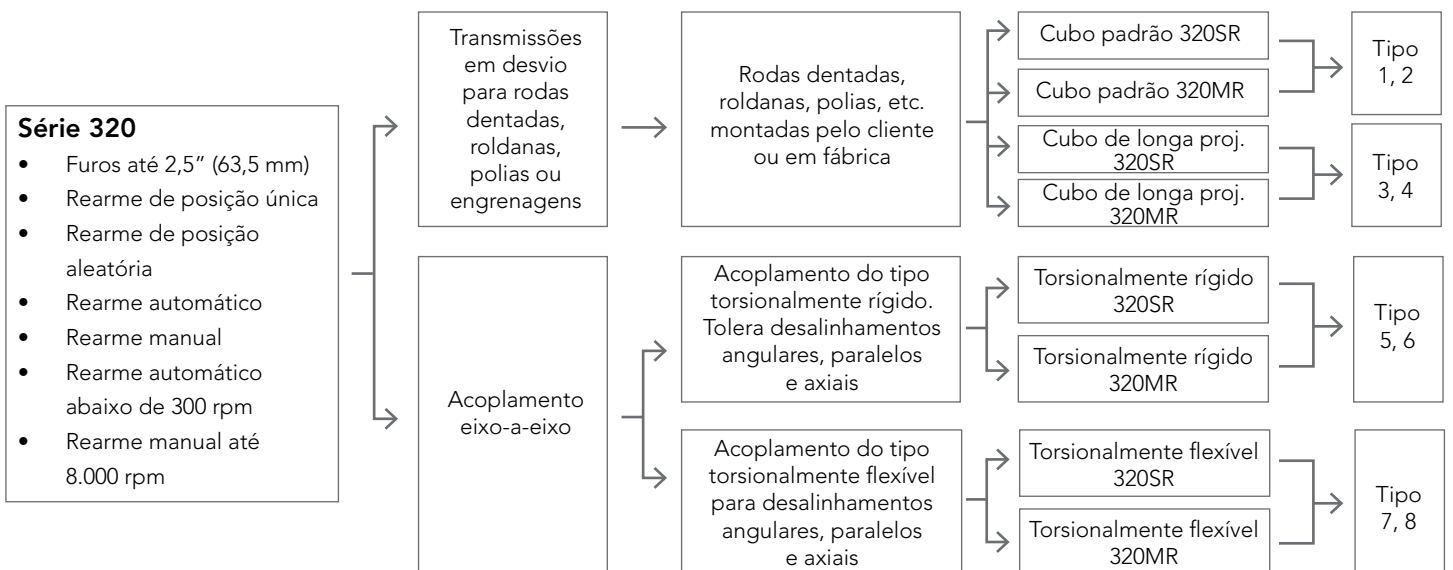 Série 320
• Furos até 2,5” (63,5 mm)
• Rearme de posição única
• Rearme de posição
aleatória
• Rearme automático
• Rearme manual
• Rearme automático
abaixo de 300 rpm
• Rearme manual até
8.000 rpm
Transmissões
em desvio
para rodas
dentadas,
roldanas,
polias ou
engrenagens
Rodas dentadas,
roldanas, polias, etc.
montadas pelo cliente
ou em fábrica
Cubo padrão 320SR
Cubo padrão 320MR
Cubo de longa proj.
320SR
Cubo de longa proj.
320MR
Tipo
1, 2
Tipo
3, 4
Acoplamento
eixo-a-eixo
Acoplamento do tipo
torsionalmente rígido.
Tolera desalinhamentos
angulares, paralelos
e axiais
Torsionalmente rígido
320SR
Torsionalmente rígido
320MR
Tipo
5, 6
Acoplamento do tipo
torsionalmente flexível
para desalinhamentos
angulares, paralelos
e axiais
Torsionalmente flexível
320SR
Torsionalmente flexível
320MR
Tipo
7, 8